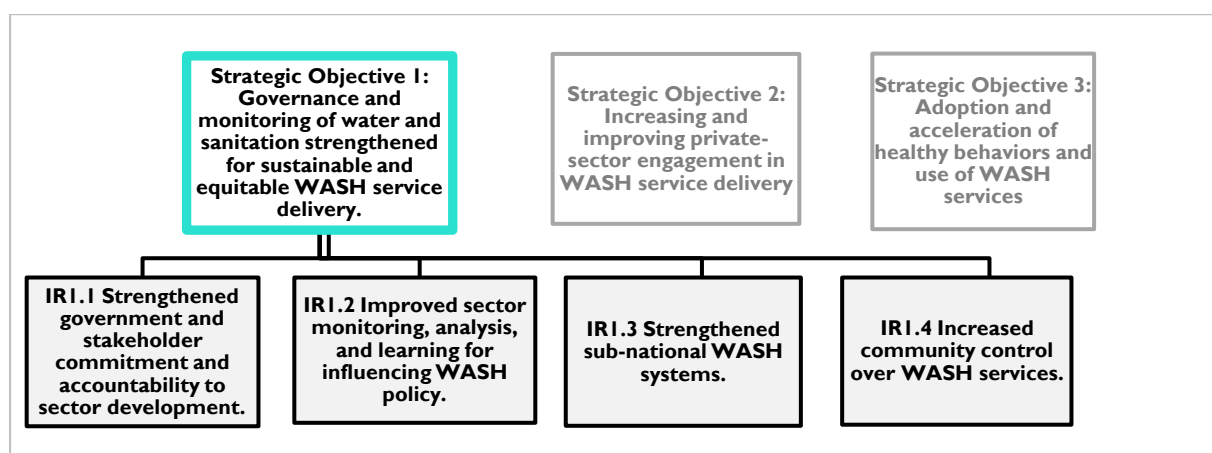 Strategic Objective 1:
Governance and
monitoring of water and
sanitation strengthened
for sustainable and
equitable WASH service
delivery.
Strategic Objective 2:
Increasing and
improving private-
sector engagement in
WASH service delivery
Strategic Objective 3:
Adoption and
acceleration of
healthy behaviors and
use of WASH
services
IR1.1 Strengthened
government and
stakeholder
commitment and
accountability to
sector development.
IR1.2 Improved sector
monitoring, analysis,
and learning for
influencing WASH
policy.
IR1.3 Strengthened
sub-national WASH
systems.
IR1.4 Increased
community control
over WASH services.